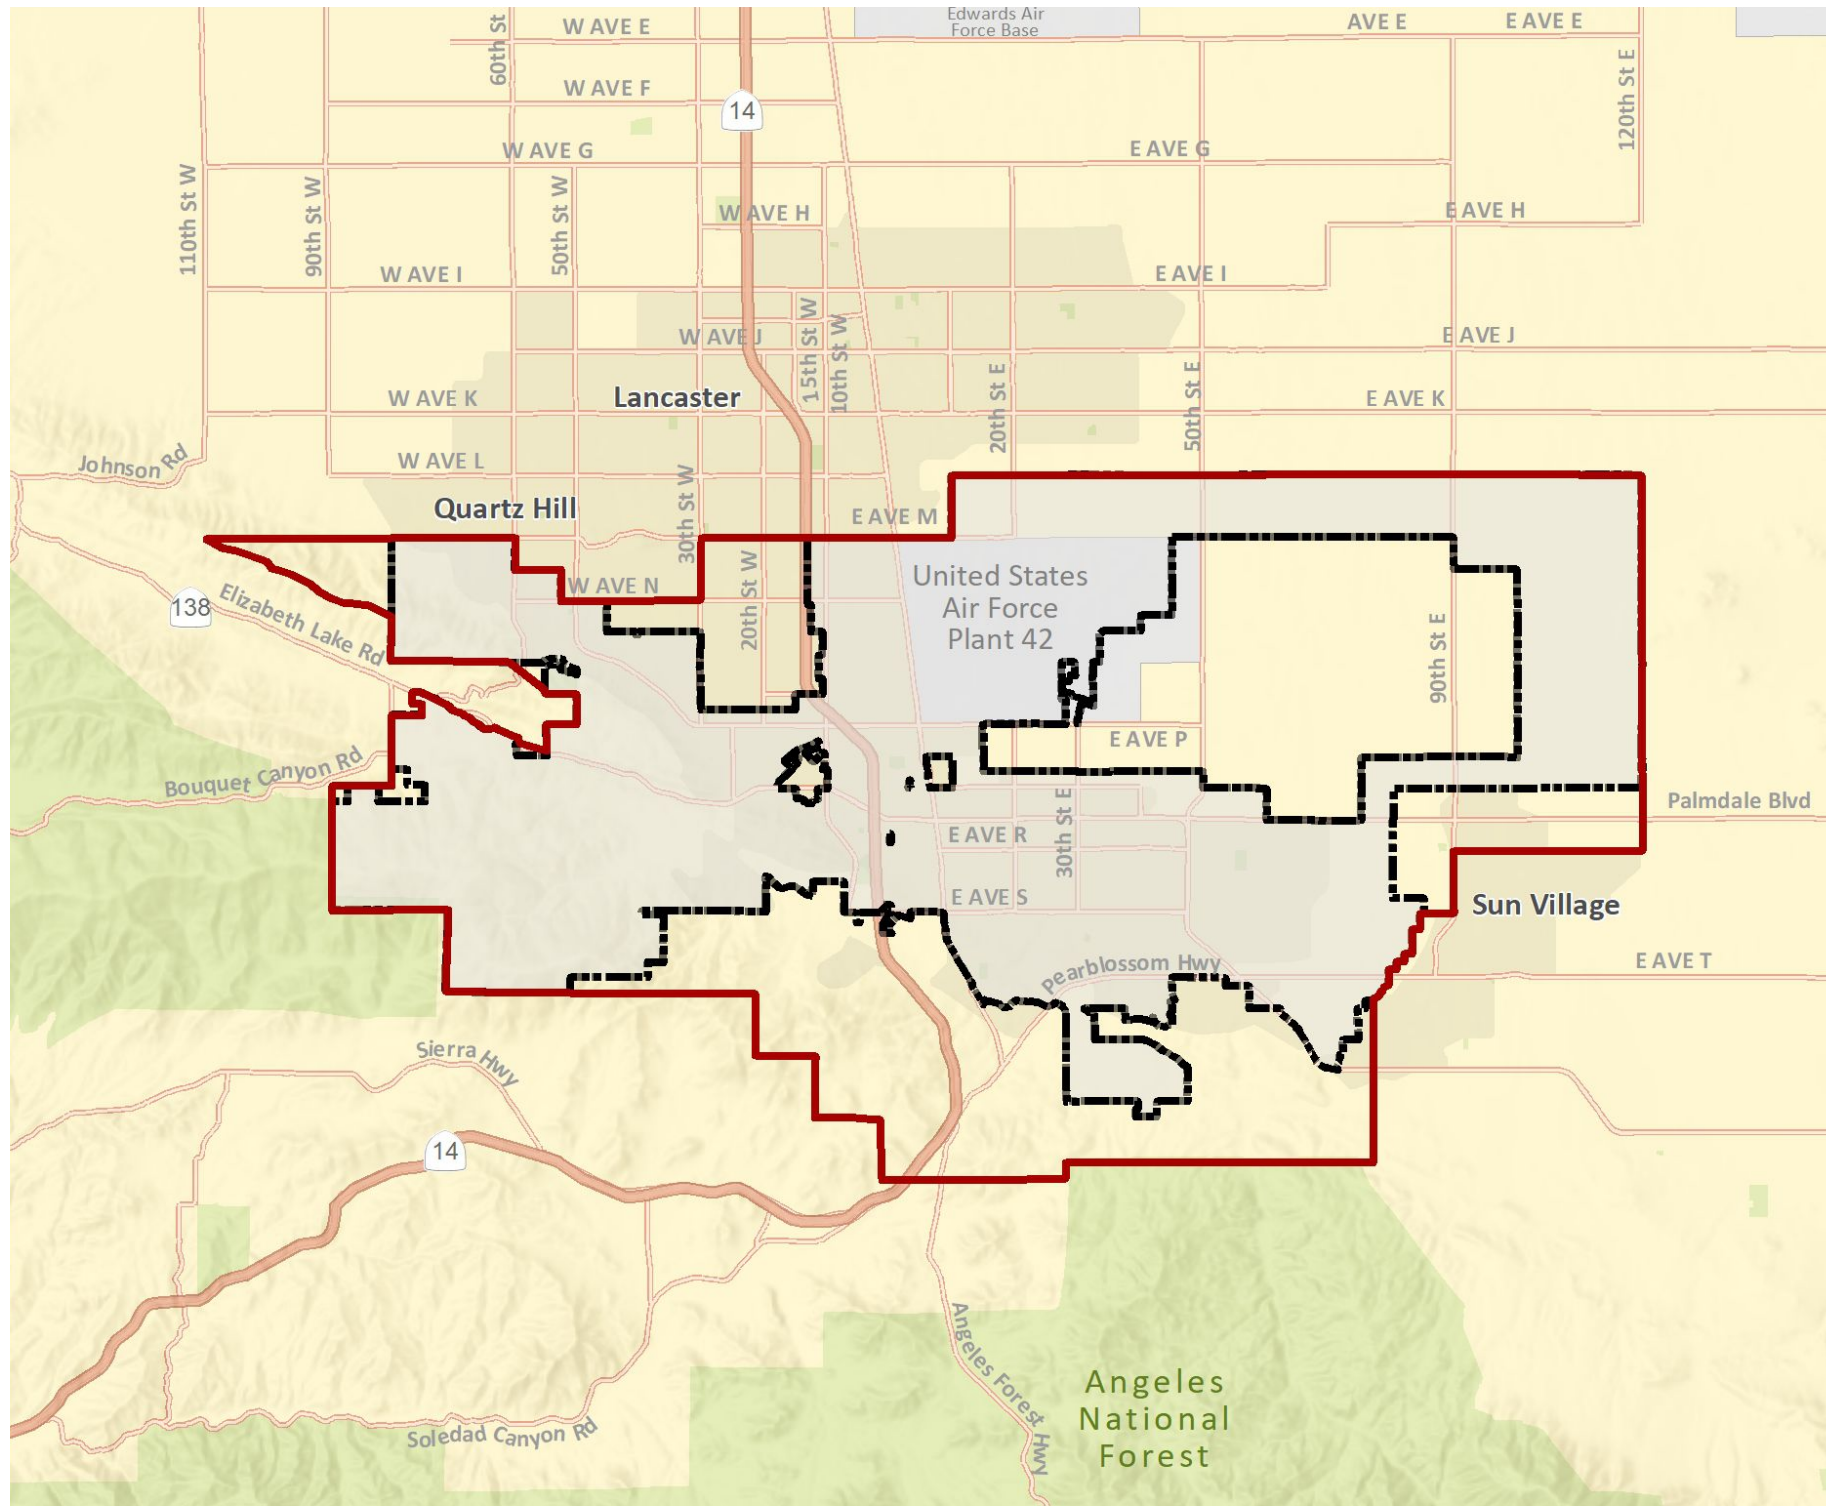 Edwards Air
Force Base
60th St
W AVE E
AVE E
E AVE E
120th St E
W AVE F
14
W AVE G
E AVE G
110th St W
90th St W
50th St W
W AVE H
E AVE H
W AVE I
E AVE I
W AVE J
15th St W
10th St W
E AVE J
Lancaster
W AVE K
20th St E
50th St E
E AVE K
Johnson Rd
W AVE L
Quartz Hill
30th St W
E AVE M
United States
Air Force
Plant 42
W AVE N
20th St W
138
Elizabeth Lake Rd
90th St E
E AVE P
Bouquet Canyon Rd
Palmdale Blvd
E AVE R
30th St E
E AVE S
Sun Village
Pearblossom Hwy
E AVE T
Sierra Hwy
14
Angeles Forest Hwy
Angeles
National
Forest
Soledad Canyon Rd